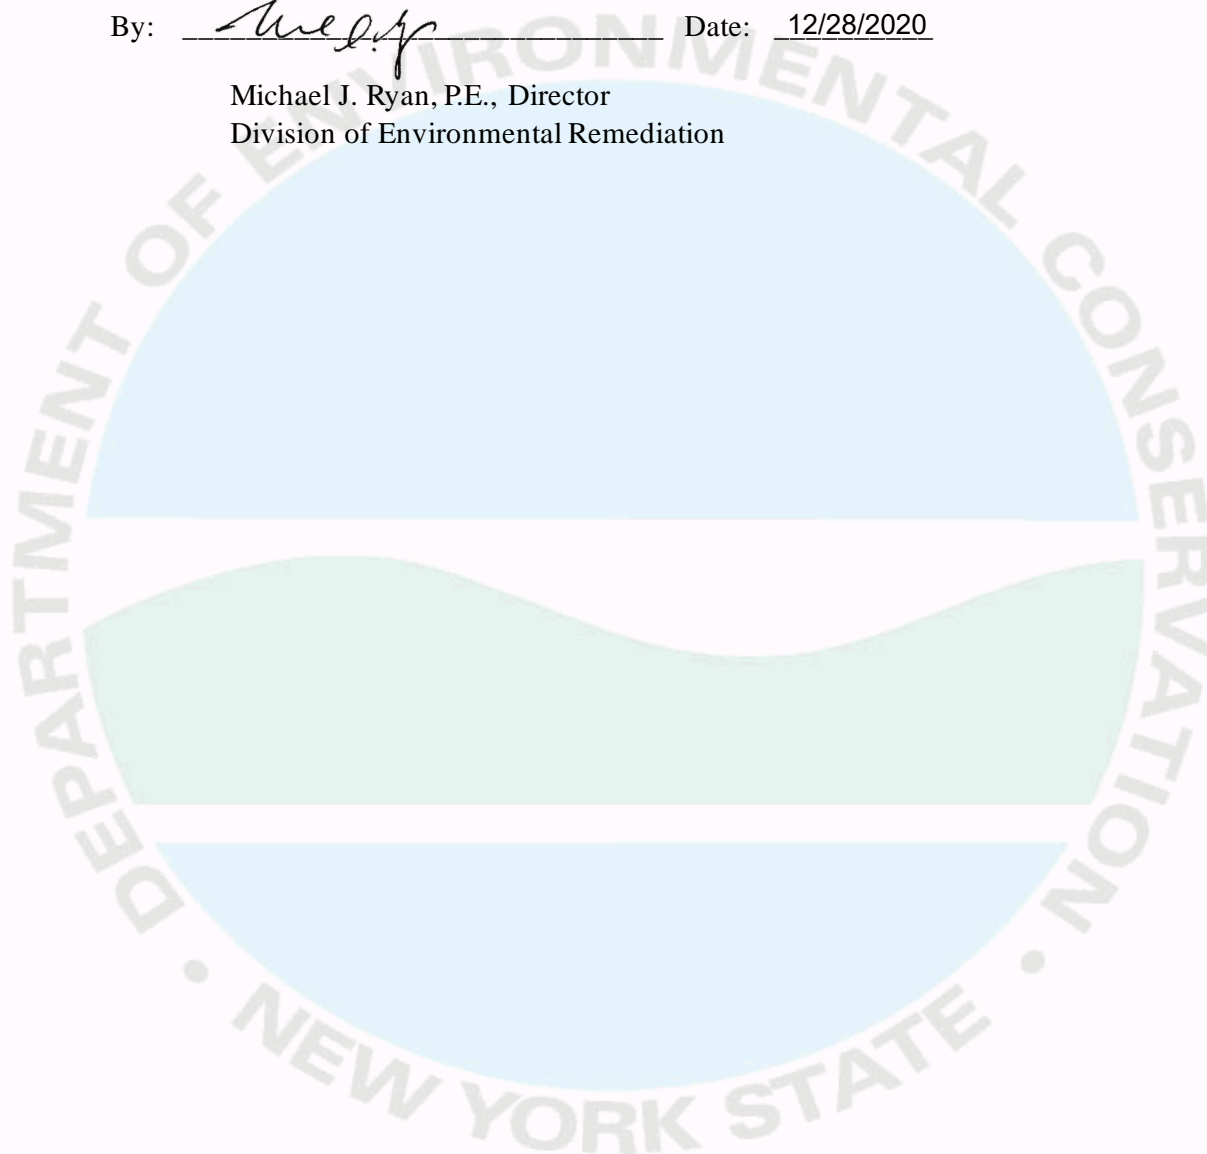 By: ______________________________ Date: 12/28/2020
Michael J. Ryan, P.E., Director
Division of Environmental Remediation
DEPARTMENT OF ENVIRONMENTAL CONSERVATION
• NEW YORK STATE •